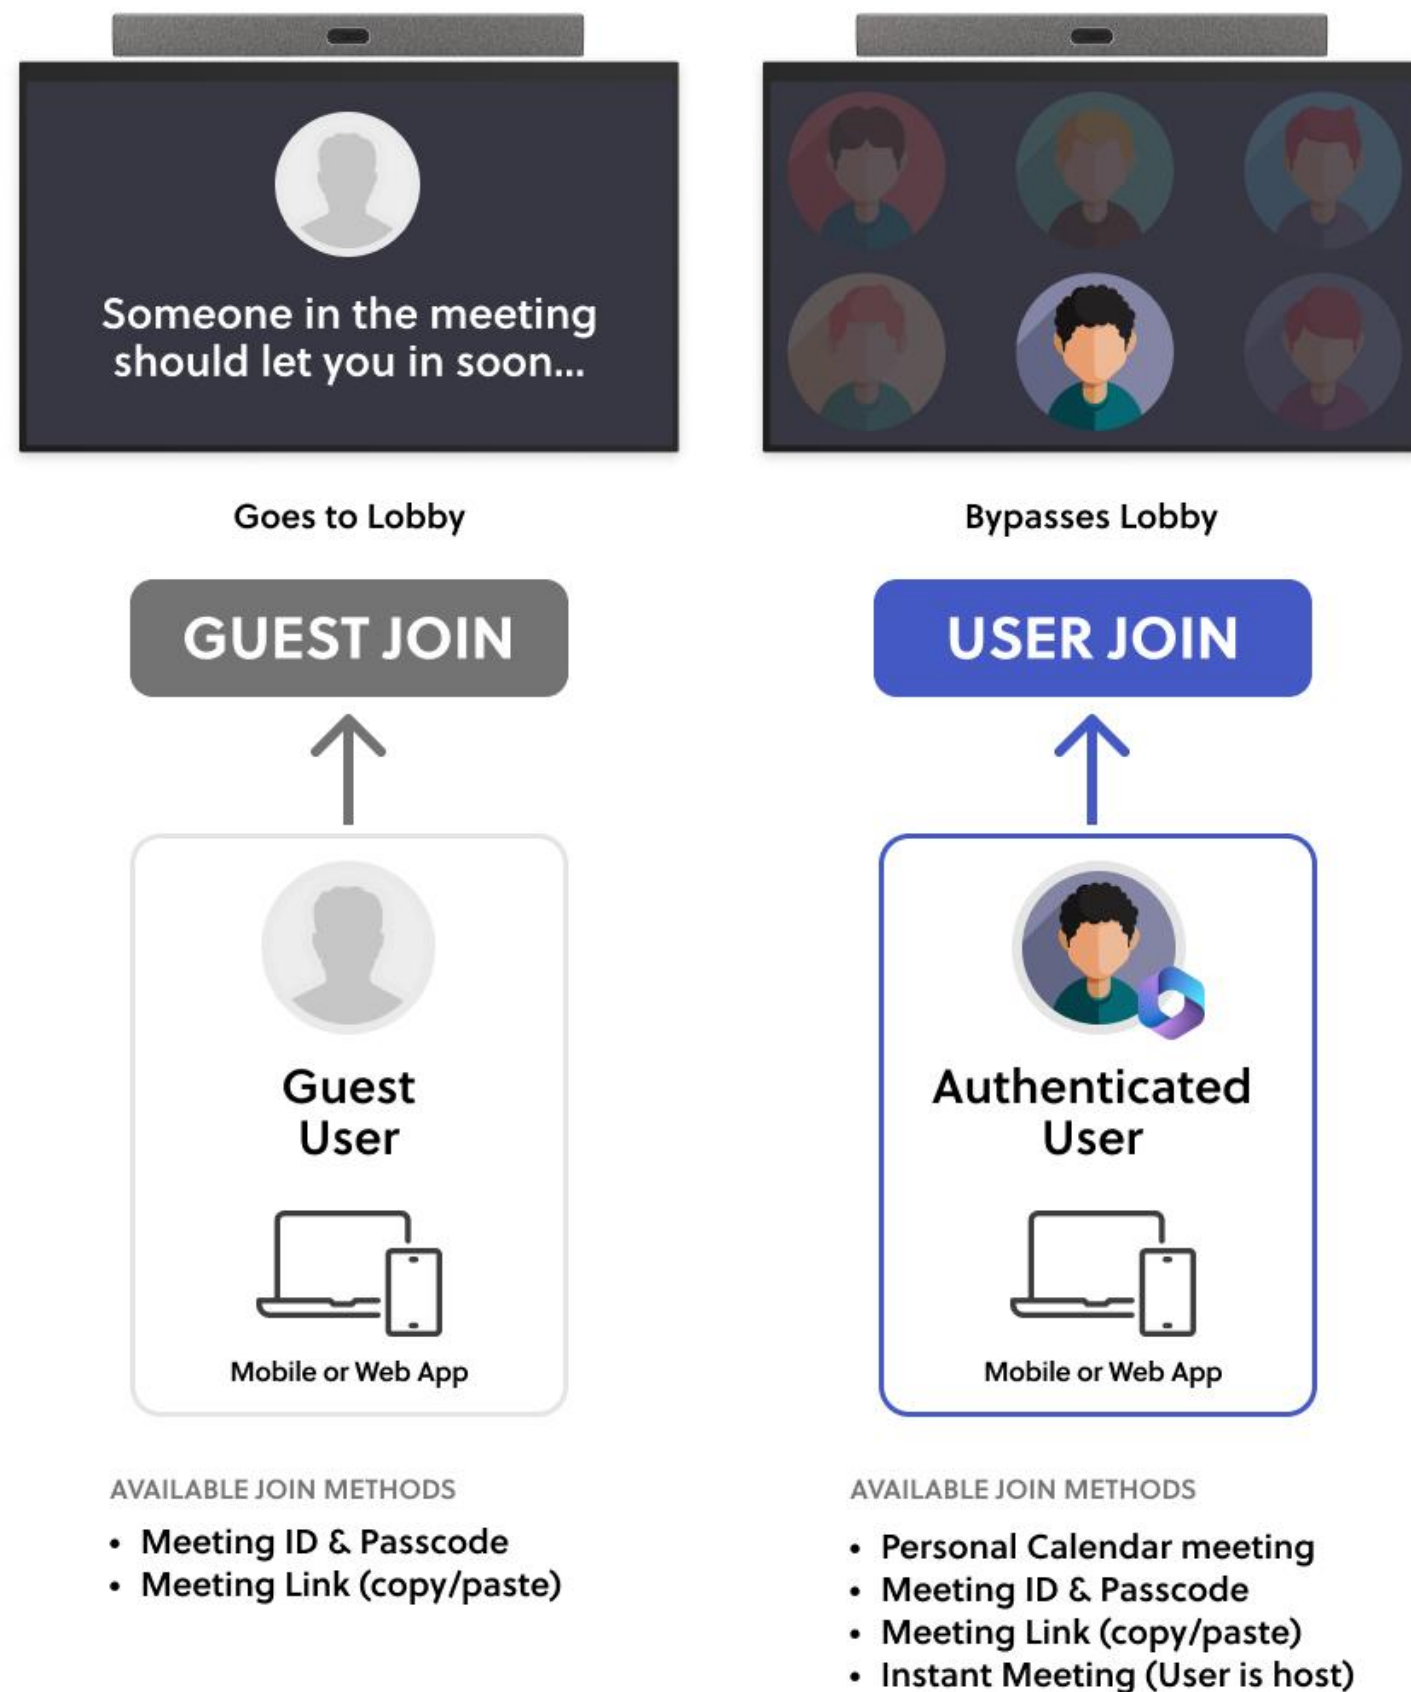 Someone in the meeting
should let you in soon...
Goes to Lobby
GUEST JOIN
Guest
User
Mobile or Web App
AVAILABLE JOIN METHODS
• Meeting ID & Passcode
• Meeting Link (copy/paste)
Bypasses Lobby
USER JOIN
Authenticated
User
Mobile or Web App
AVAILABLE JOIN METHODS
• Personal Calendar meeting
• Meeting ID & Passcode
• Meeting Link (copy/paste)
• Instant Meeting (User is host)